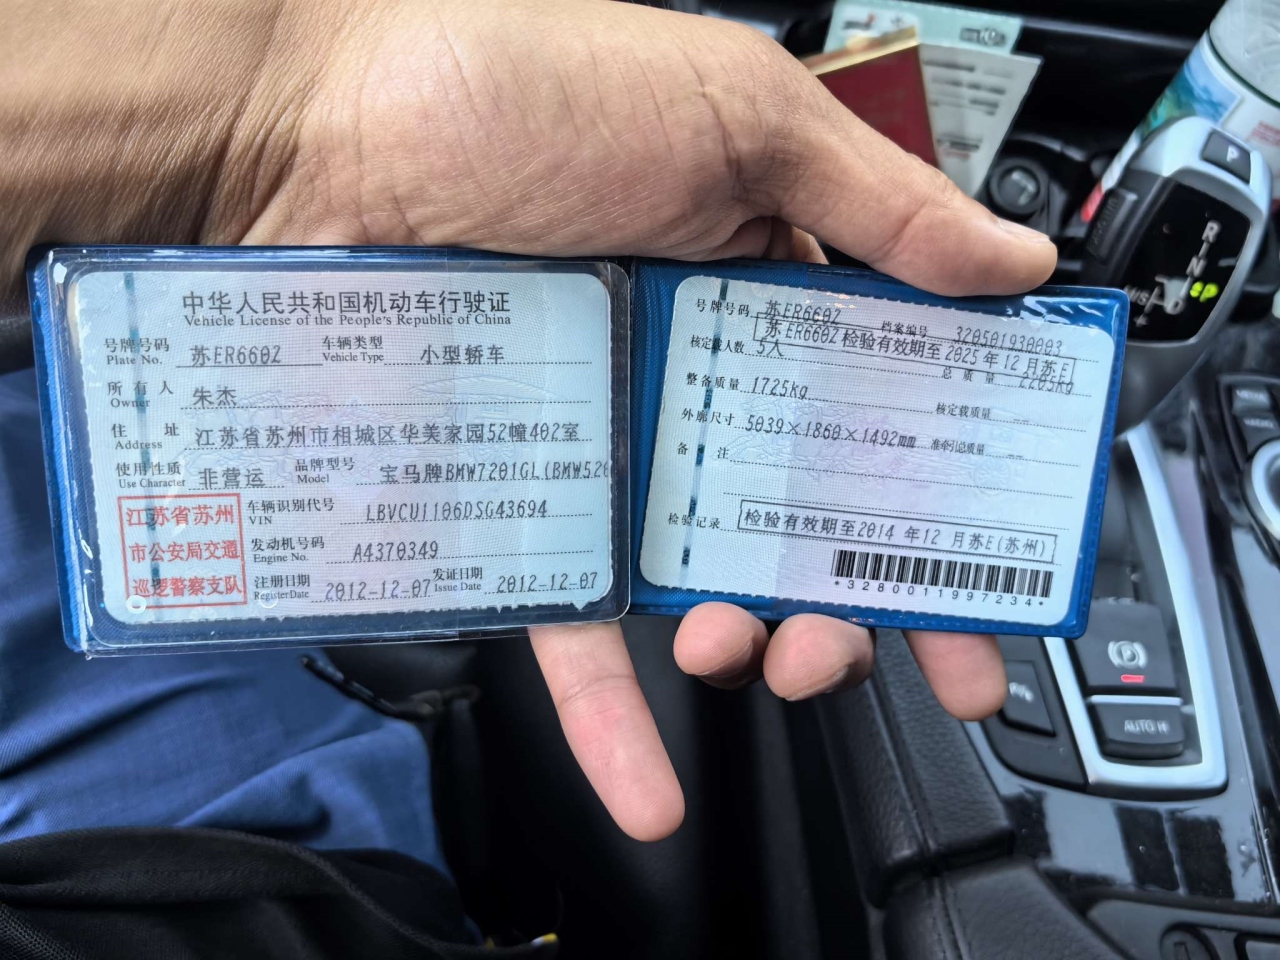 中华人民共和国机动车行驶证
Vehicle License of the People's Republic of China
号牌号码 苏ER660Z 车辆类型 小型轿车
Plate No. Vehicle Type
所有人 朱杰
Owner
住址 江苏省苏州市相城区华美家园52幢402室
Address
使用性质 非营运 品牌型号 宝马牌BMW7201GL(BMW520
Use Character Model
江苏省苏州
市公安局交通
巡逻警察支队
车辆识别代号 LBVCU1106DSG43694
VIN
发动机号码 A4370349
Engine No.
注册日期 2012-12-07 发证日期 2012-12-07
RegisterDate Issue Date
号牌号码 苏ER660Z 档案编号 320501930003
苏ER660Z 检验有效期至2025年12月苏E
核定载人数 5人 总质量 2205kg
整备质量 1725kg 核定载质量 --
外廓尺寸 5039×1860×1492mm 准牵引总质量 --
备注
检验记录 检验有效期至2014年12月苏E(苏州)
*3280011997234*
P
R
N
D
M/S
+
P
AUTO H